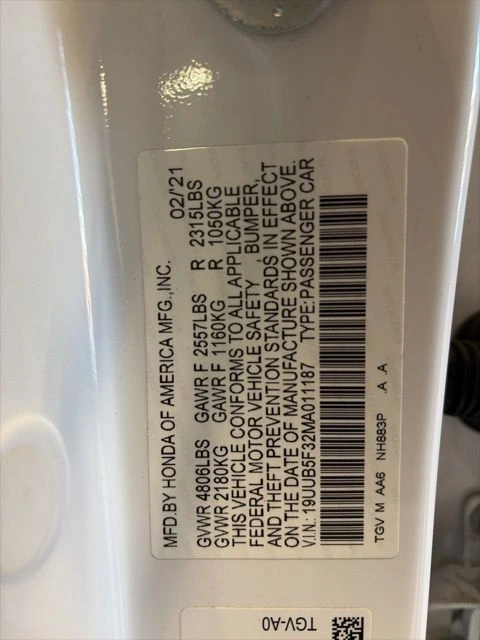 MFD.BY HONDA OF AMERICA MFG.,INC. 02/'21
GVWR 4806LBS GAWR F 2557LBS R 2315LBS
GVWR 2180KG GAWR F 1160KG R 1050KG
THIS VEHICLE CONFORMS TO ALL APPLICABLE
FEDERAL MOTOR VEHICLE SAFETY , BUMPER,
AND THEFT PREVENTION STANDARDS IN EFFECT
ON THE DATE OF MANUFACTURE SHOWN ABOVE.
V.I.N.: 19UUB5F32MA011187 TYPE:PASSENGER CAR
TGV M AA6 NH883P .A .A
TGV-A0